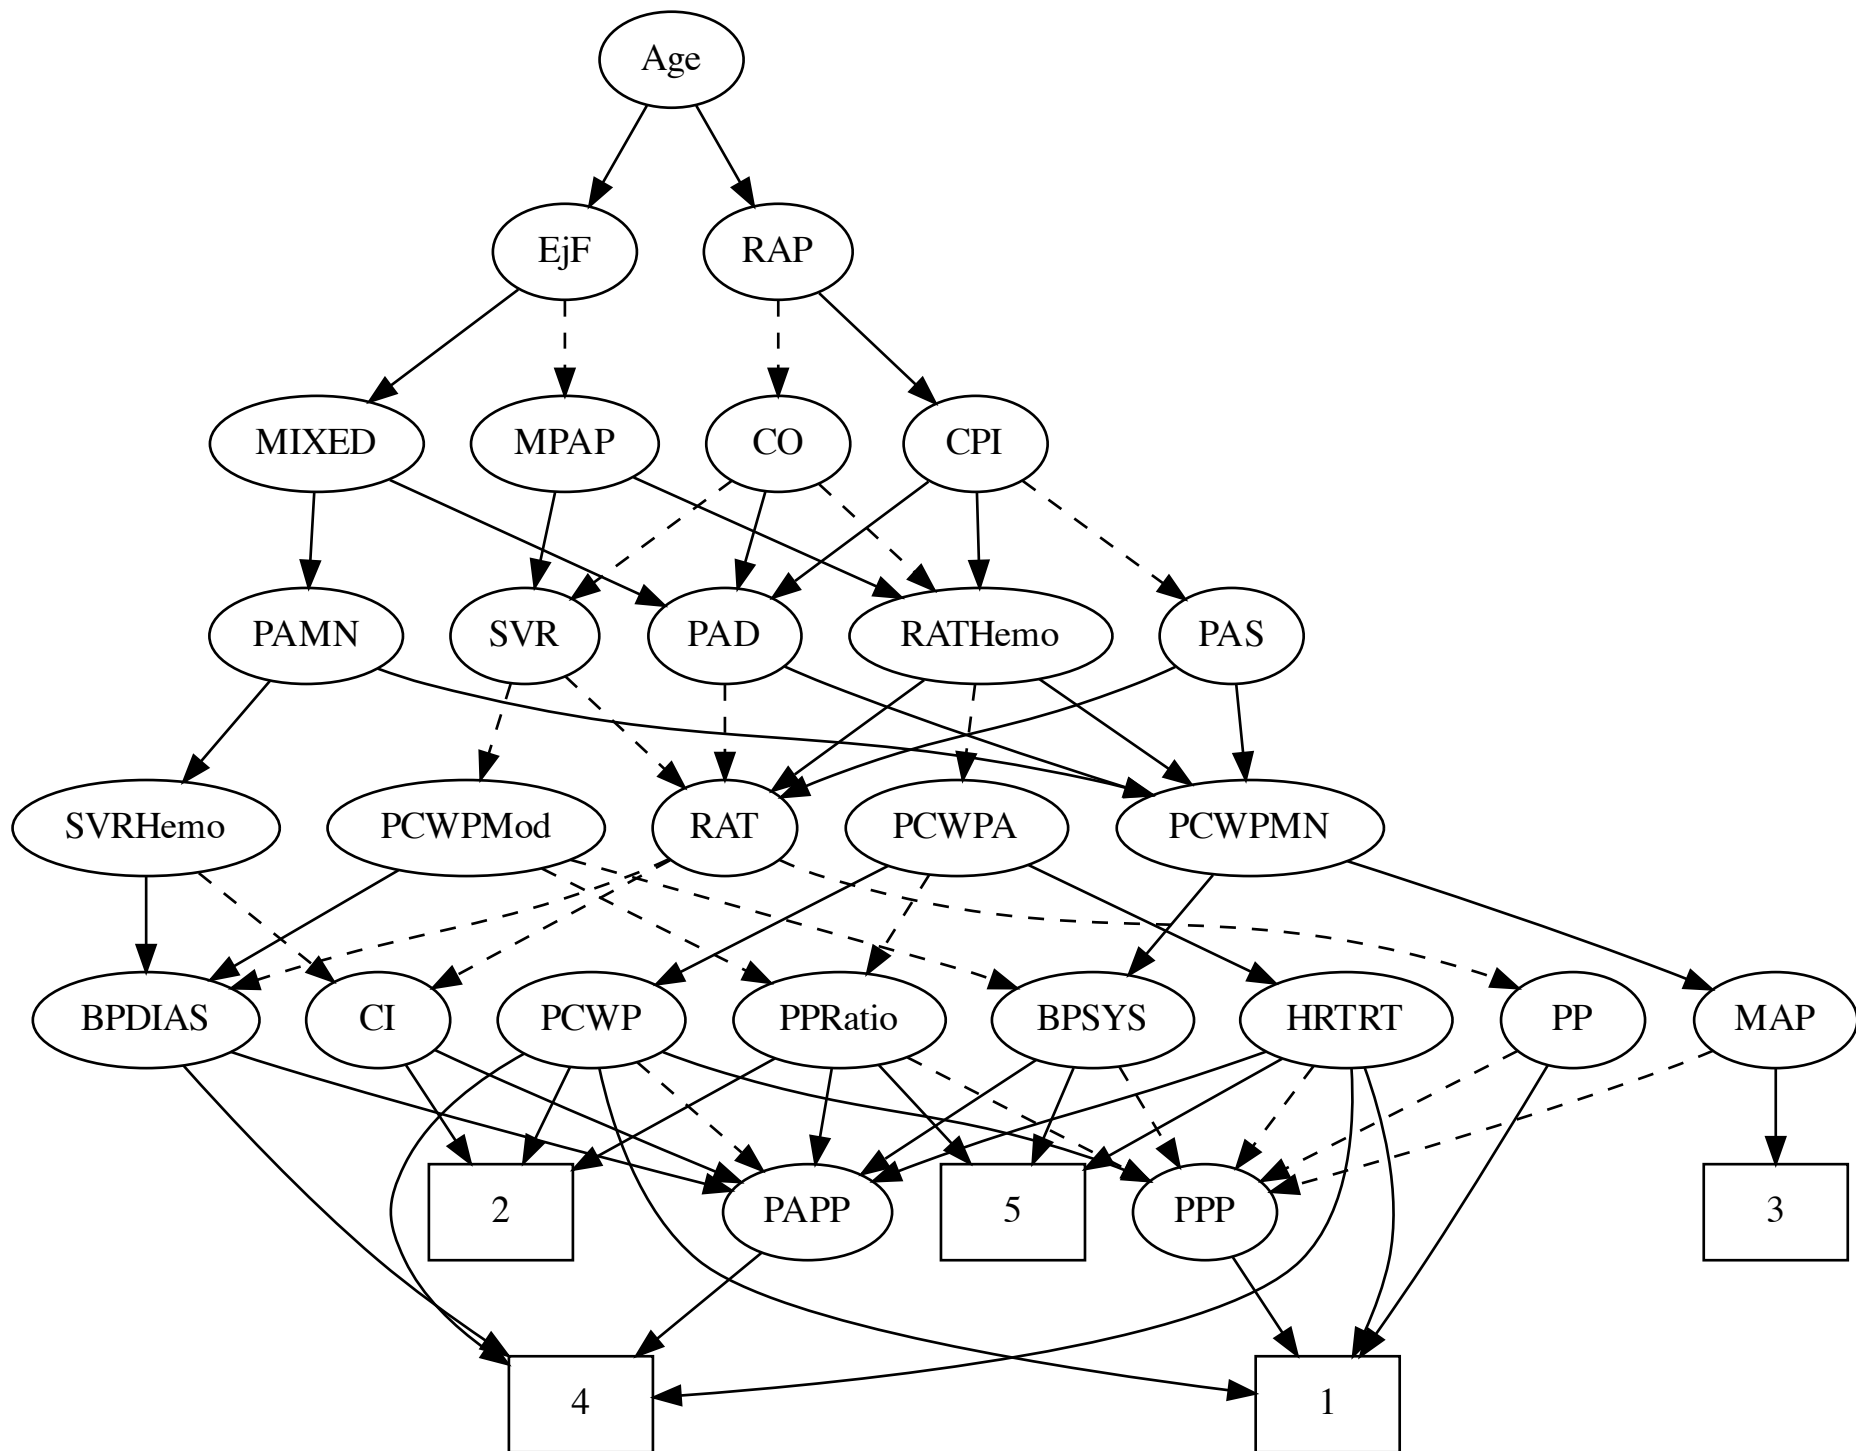 Age
EjF
RAP
MIXED
MPAP
CO
CPI
PAMN
SVR
PAD
RATHemo
PAS
SVRHemo
PCWPMod
RAT
PCWPA
PCWPMN
BPDIAS
CI
PCWP
PPRatio
BPSYS
HRTRT
PP
MAP
2
PAPP
5
PPP
3
4
1